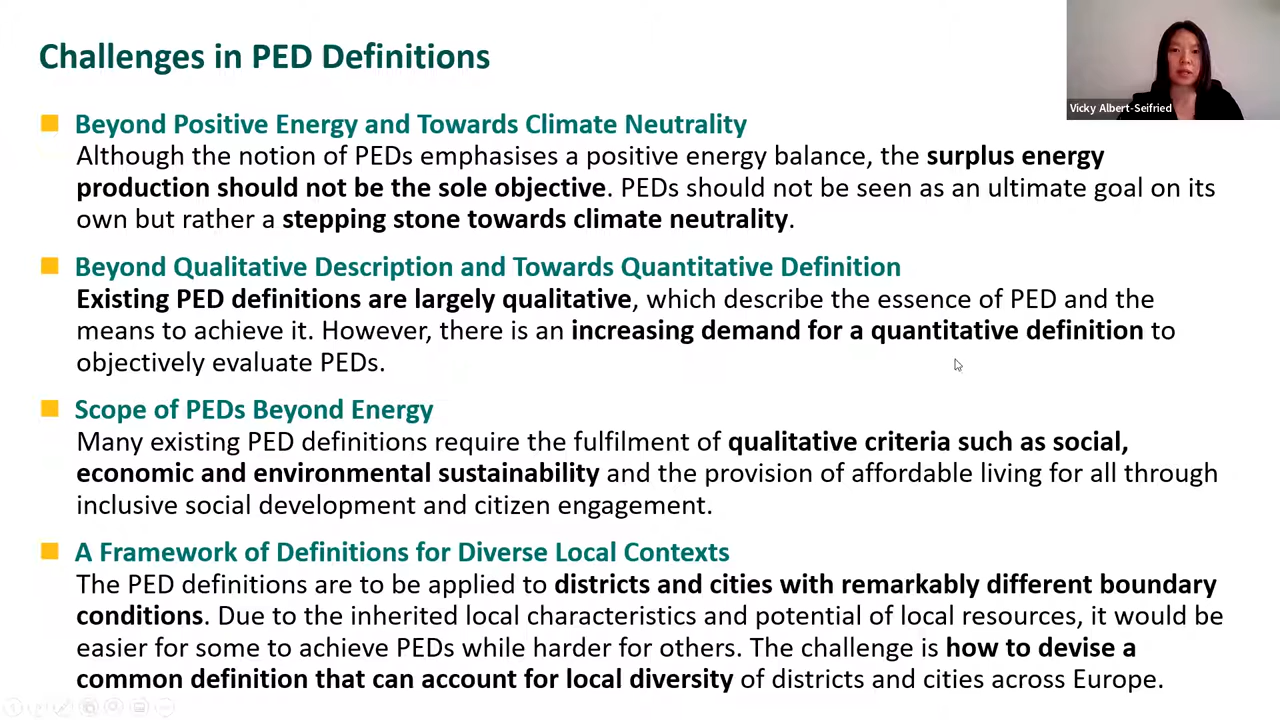 Challenges in PED Definitions
Vicky Albert-Seifried
Beyond Positive Energy and Towards Climate Neutrality
Although the notion of PEDs emphasises a positive energy balance, the surplus energy
production should not be the sole objective. PEDs should not be seen as an ultimate goal on its
own but rather a stepping stone towards climate neutrality.
Beyond Qualitative Description and Towards Quantitative Definition
Existing PED definitions are largely qualitative, which describe the essence of PED and the
means to achieve it. However, there is an increasing demand for a quantitative definition to
objectively evaluate PEDs.
Scope of PEDs Beyond Energy
Many existing PED definitions require the fulfilment of qualitative criteria such as social,
economic and environmental sustainability and the provision of affordable living for all through
inclusive social development and citizen engagement.
A Framework of Definitions for Diverse Local Contexts
The PED definitions are to be applied to districts and cities with remarkably different boundary
conditions. Due to the inherited local characteristics and potential of local resources, it would be
easier for some to achieve PEDs while harder for others. The challenge is how to devise a
common definition that can account for local diversity of districts and cities across Europe.